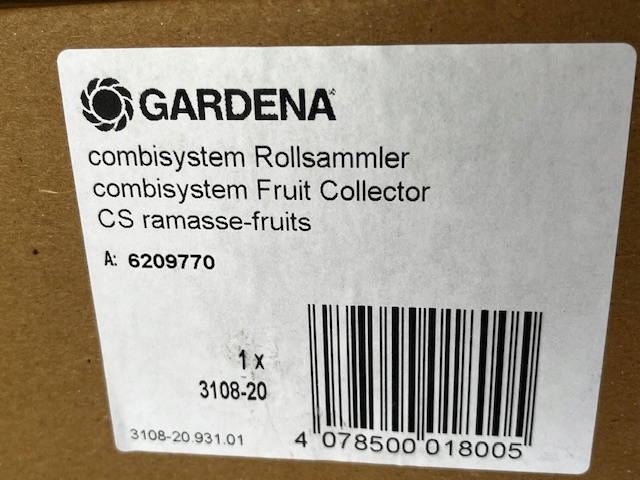 GARDENA®
combisystem Rollsammler
combisystem Fruit Collector
CS ramasse-fruits
A: 6209770
1 x
3108-20
3108-20.931.01
4 078500 018005